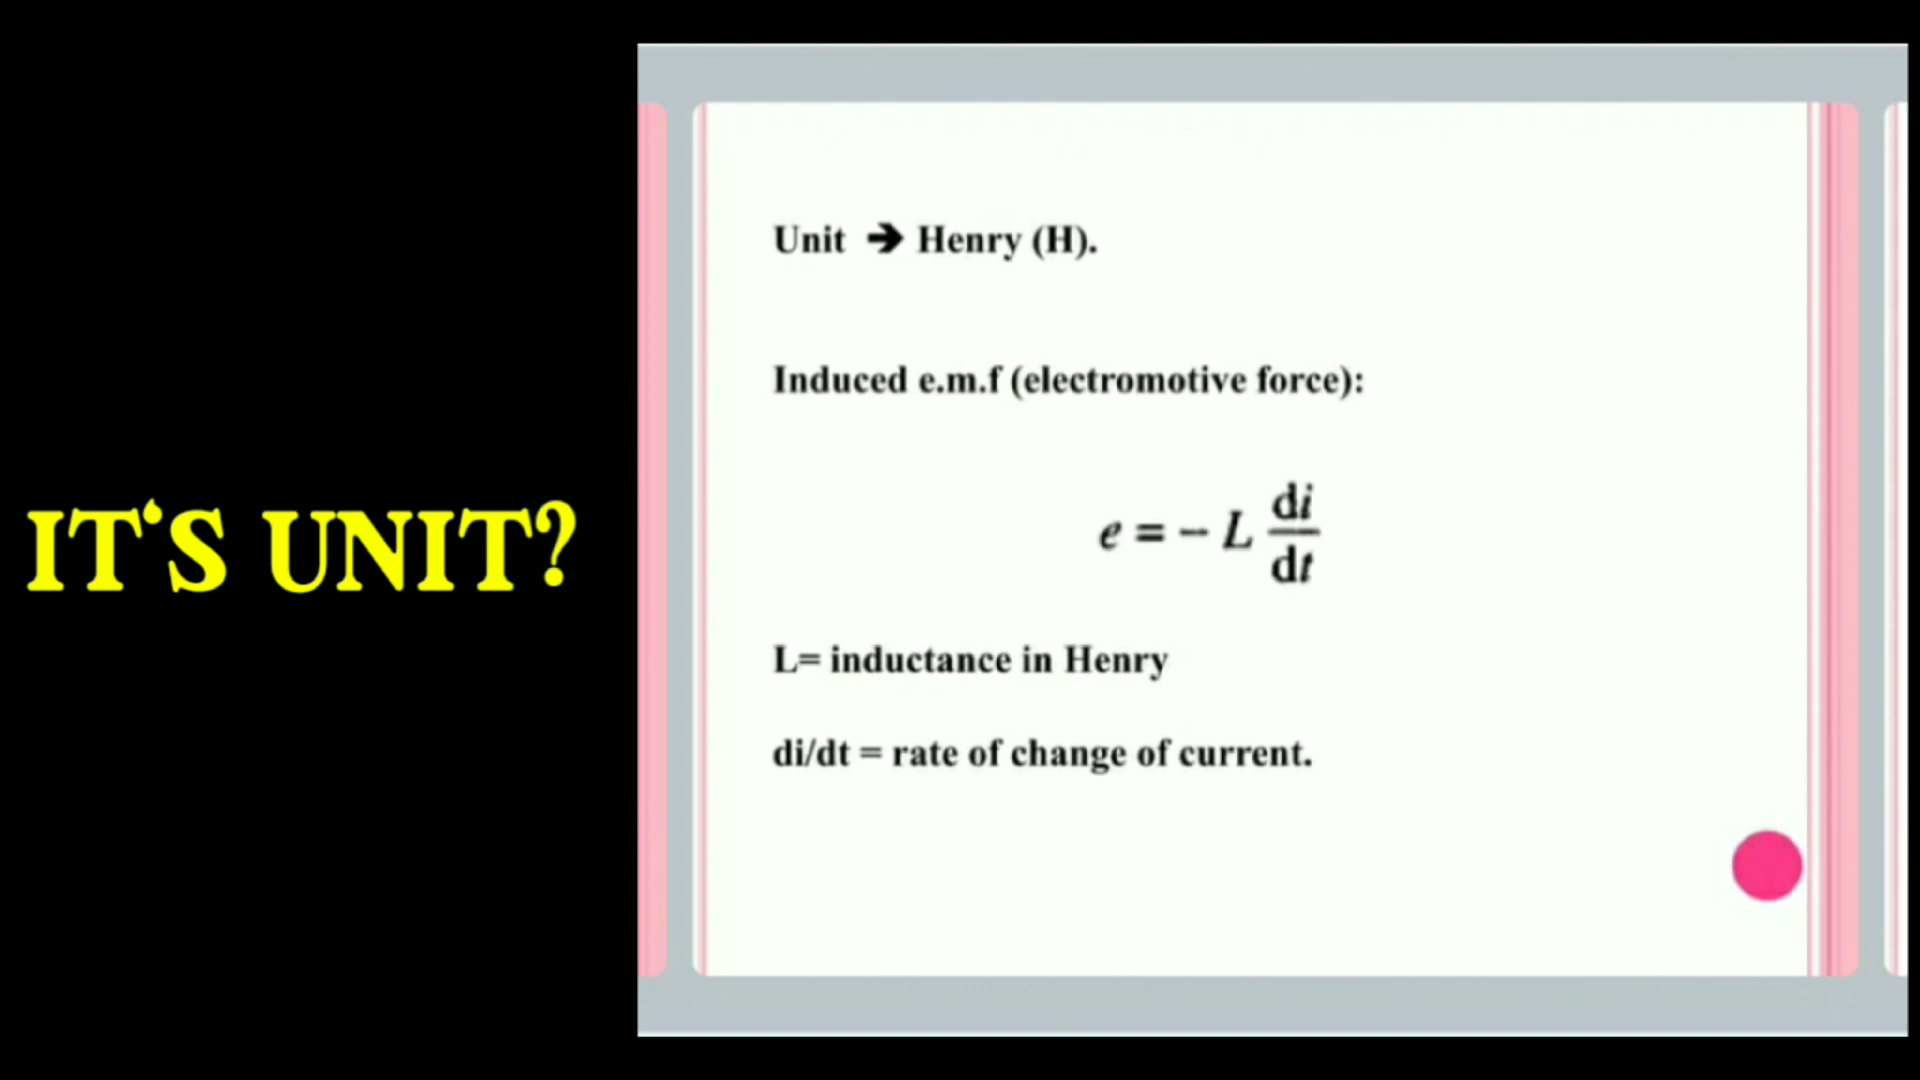 IT‘S UNIT?
Unit ➔ Henry (H).
Induced e.m.f (electromotive force):
e = − L di/dt
L= inductance in Henry
di/dt = rate of change of current.